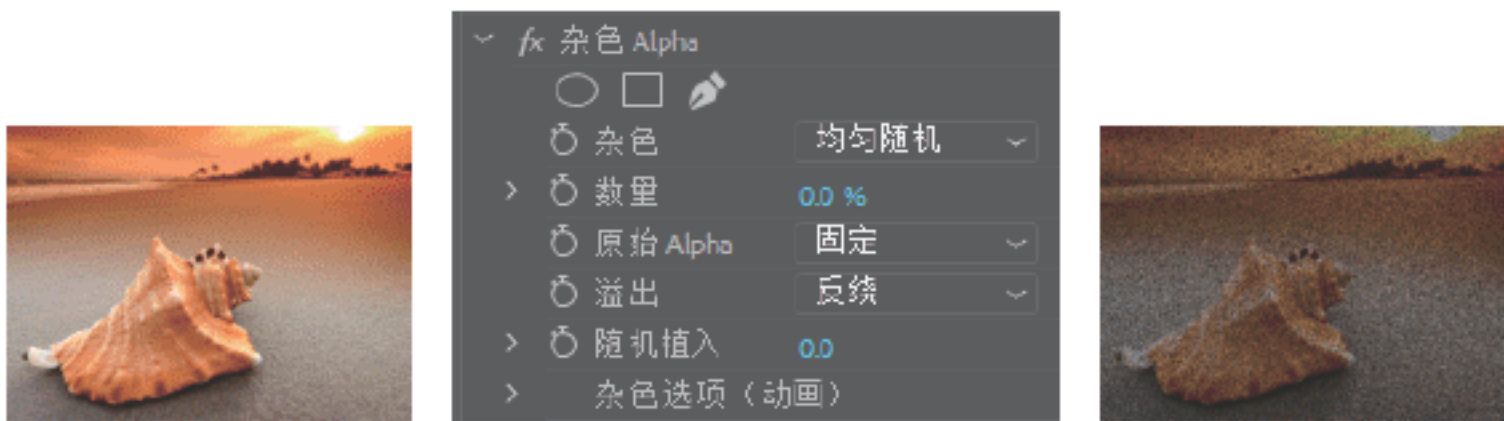 fx 杂色 Alpha
杂色 均匀随机
数量 0.0 %
原始 Alpha 固定
溢出 反绕
随机植入 0.0
杂色选项（动画）